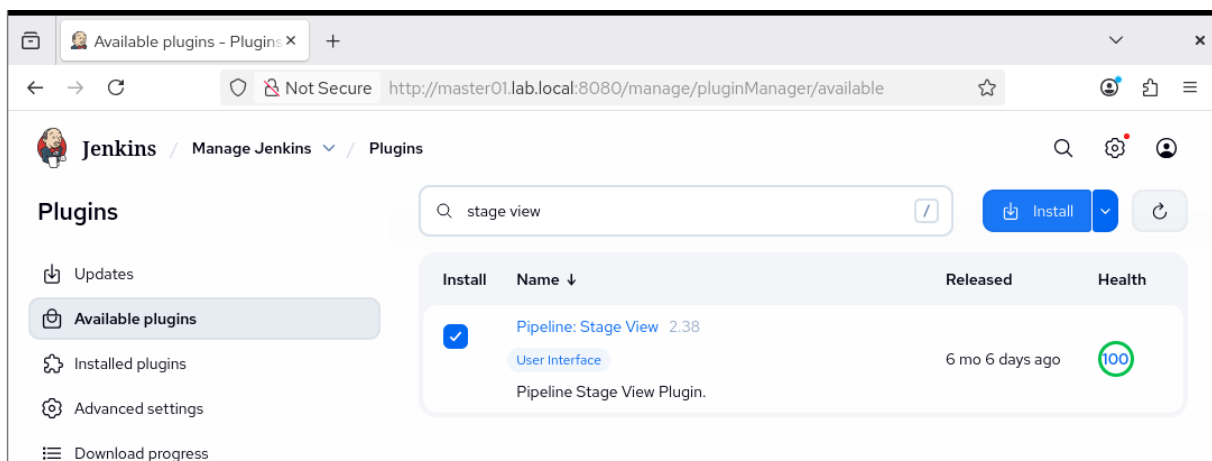 Available plugins - Plugins
Not Secure http://master01.lab.local:8080/manage/pluginManager/available
Jenkins / Manage Jenkins / Plugins
Plugins
stage view /
Install
Updates
Available plugins
Installed plugins
Advanced settings
Download progress
Install Name ↓ Released Health
Pipeline: Stage View 2.38
User Interface
Pipeline Stage View Plugin.
6 mo 6 days ago
100